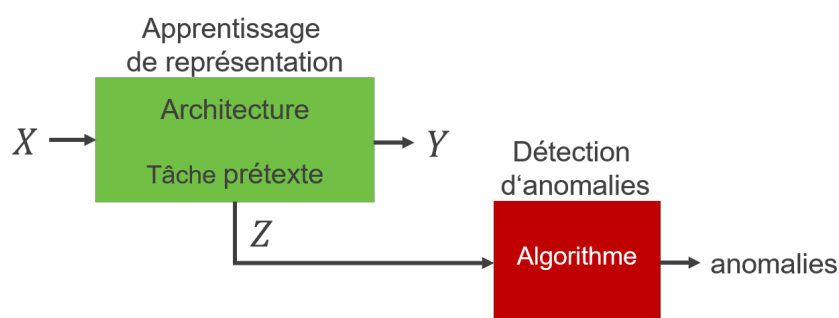 Apprentissage
de représentation
Architecture
X
Y
Tâche prétexte
Z
Détection
d‘anomalies
Algorithme
anomalies